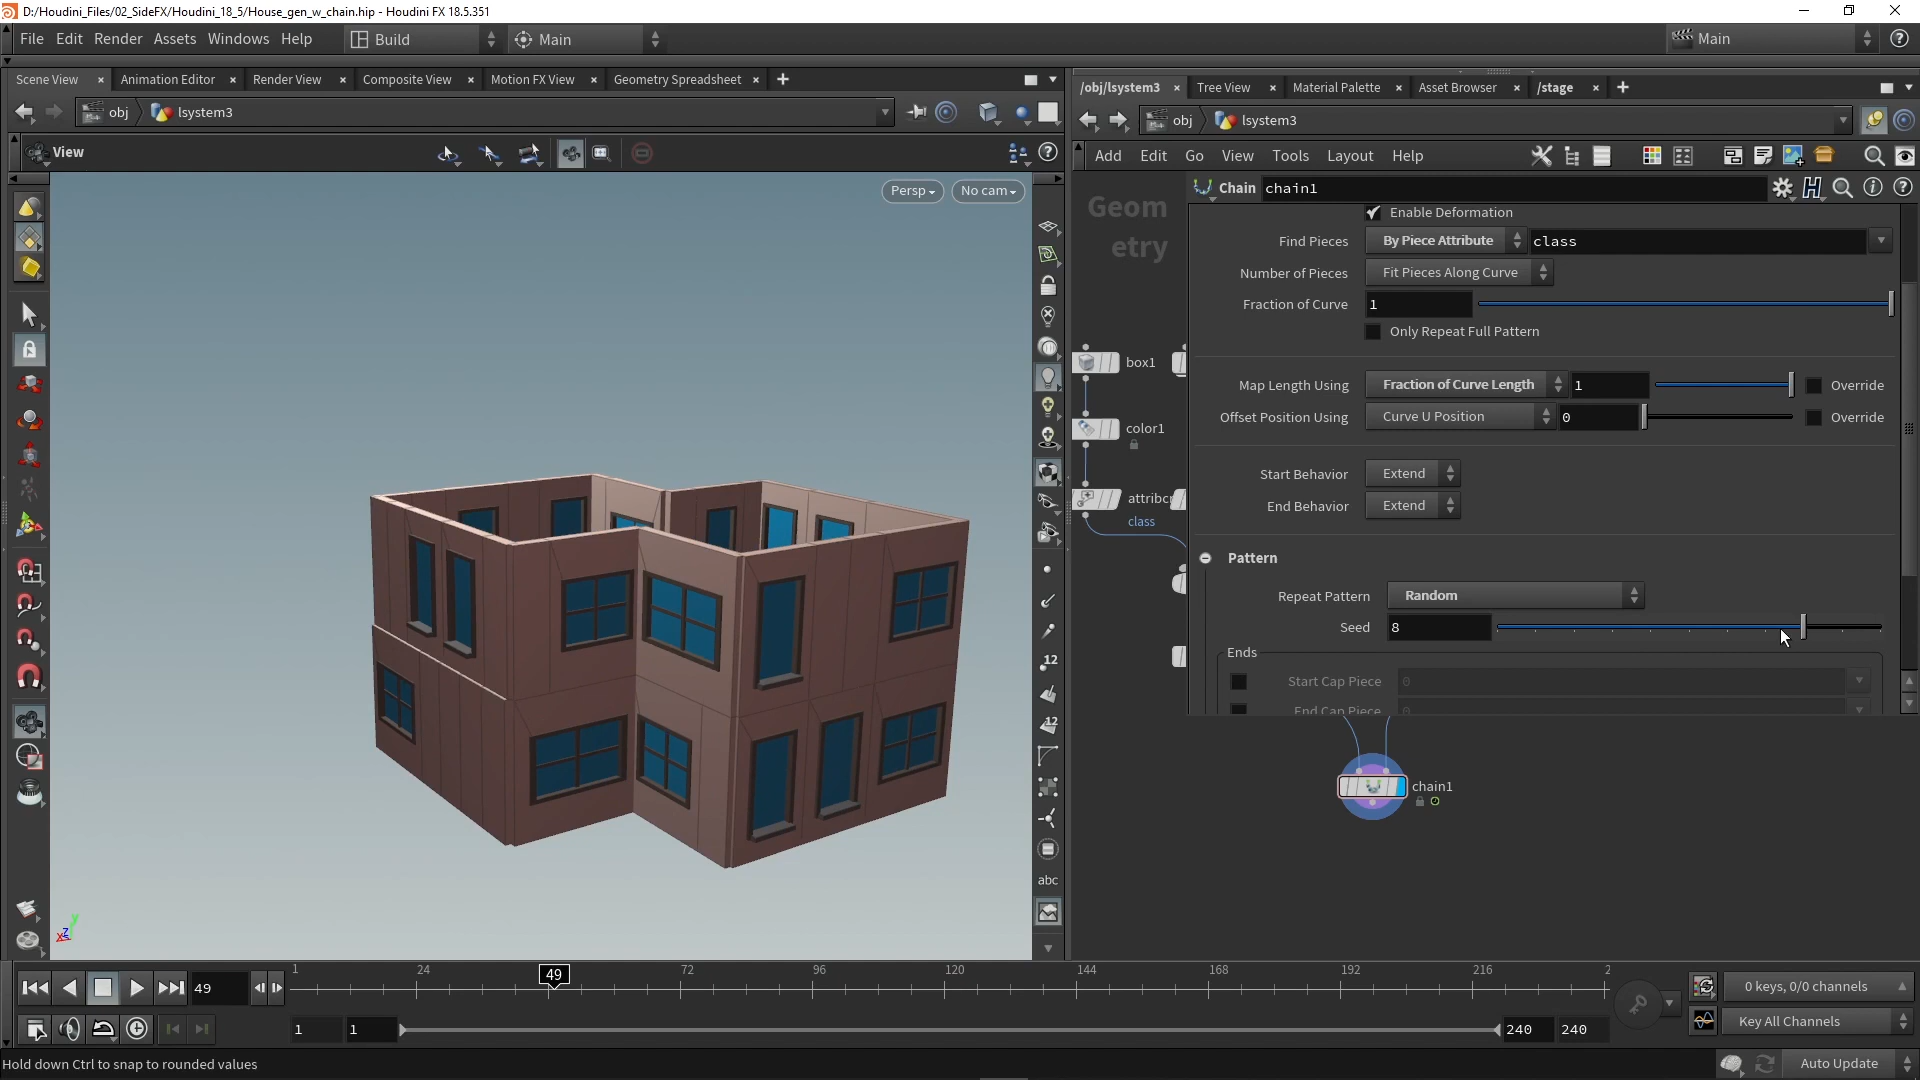 D:/Houdini_Files/02_SideFX/Houdini_18_5/House_gen_w_chain.hip - Houdini FX 18.5.351
File Edit Render Assets Windows Help Build Main Main
Scene View Animation Editor Render View Composite View Motion FX View Geometry Spreadsheet
obj lsystem3
View
Persp No cam
/obj/lsystem3 Tree View Material Palette Asset Browser /stage
obj lsystem3
Add Edit Go View Tools Layout Help
Geom
etry
Chain chain1
Enable Deformation
Find Pieces By Piece Attribute class
Number of Pieces Fit Pieces Along Curve
Fraction of Curve 1
Only Repeat Full Pattern
Map Length Using Fraction of Curve Length 1 Override
Offset Position Using Curve U Position 0 Override
Start Behavior Extend
End Behavior Extend
Pattern
Repeat Pattern Random
Seed 8
Ends
Start Cap Piece 0
End Cap Piece 0
box1
color1
attribcr
class
chain1
12
12
abc
y
z
x
49
1 24 49 72 96 120 144 168 192 216 2
1 1 240 240
0 keys, 0/0 channels
Key All Channels
Hold down Ctrl to snap to rounded values
Auto Update